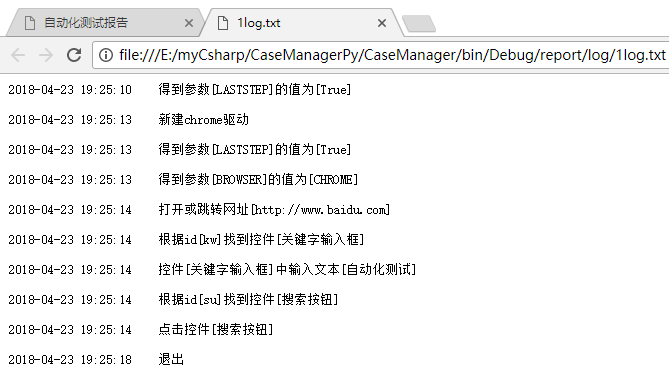 自动化测试报告
1log.txt
file:///E:/myCsharp/CaseManagerPy/CaseManager/bin/Debug/report/log/1log.txt
2018-04-23 19:25:10 得到参数[LASTSTEP]的值为[True]
2018-04-23 19:25:13 新建chrome驱动
2018-04-23 19:25:13 得到参数[LASTSTEP]的值为[True]
2018-04-23 19:25:13 得到参数[BROWSER]的值为[CHROME]
2018-04-23 19:25:14 打开或跳转网址[http://www.baidu.com]
2018-04-23 19:25:14 根据id[kw]找到控件[关键字输入框]
2018-04-23 19:25:14 控件[关键字输入框]中输入文本[自动化测试]
2018-04-23 19:25:14 根据id[su]找到控件[搜索按钮]
2018-04-23 19:25:14 点击控件[搜索按钮]
2018-04-23 19:25:18 退出